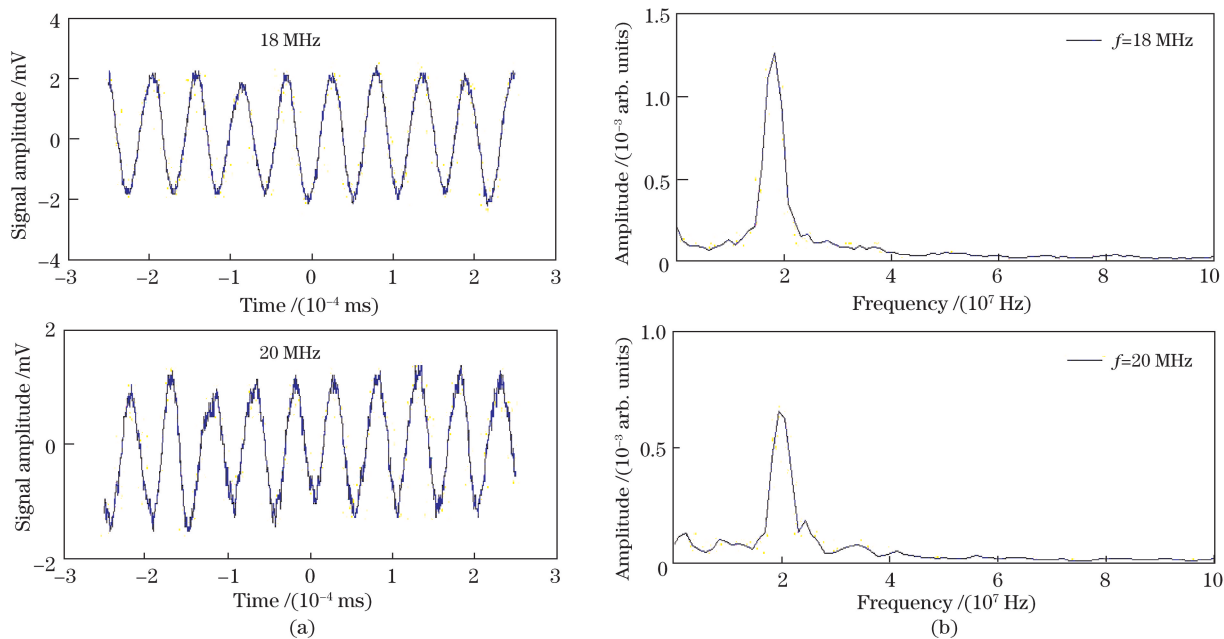 4
2
0
−2
−4
Signal amplitude /mV
18 MHz
−3
−2
−1
0
1
2
3
Time /(10⁻⁴ ms)
1.5
1.0
0.5
0
Amplitude /(10⁻³ arb. units)
f=18 MHz
2
4
6
8
10
Frequency /(10⁷ Hz)
2
0
−2
Signal amplitude /mV
20 MHz
−3
−2
−1
0
1
2
3
Time /(10⁻⁴ ms)
(a)
1.0
0.5
0
Amplitude /(10⁻³ arb. units)
f=20 MHz
2
4
6
8
10
Frequency /(10⁷ Hz)
(b)